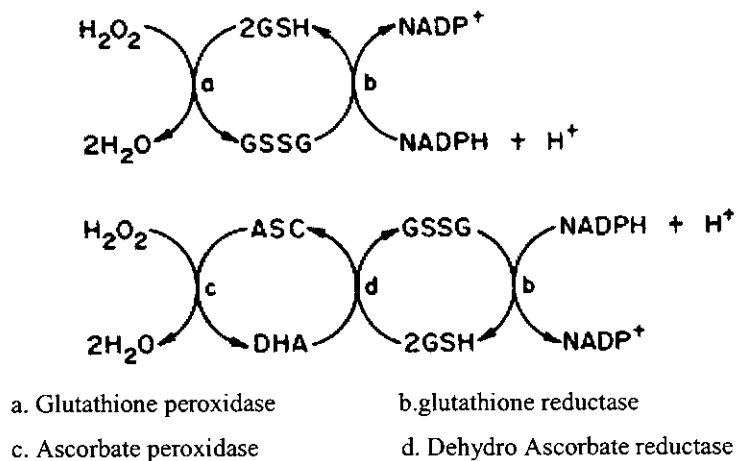 H₂O₂ 2GSH NADP⁺
a b
2H₂O GSSG NADPH + H⁺
H₂O₂ ASC GSSG NADPH + H⁺
c d b
2H₂O DHA 2GSH NADP⁺
a. Glutathione peroxidase b.glutathione reductase
c. Ascorbate peroxidase d. Dehydro Ascorbate reductase